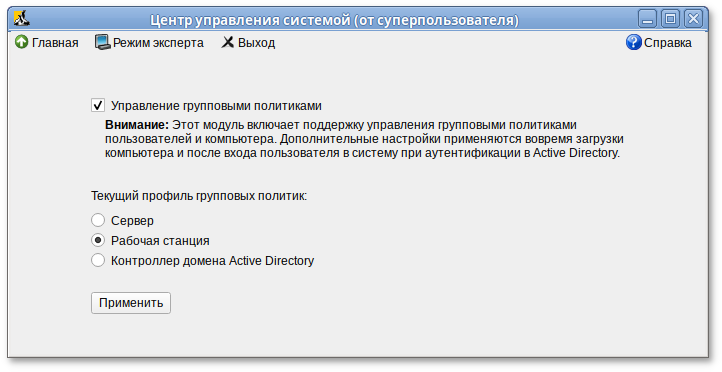 Центр управления системой (от суперпользователя)
Главная Режим эксперта Выход Справка
Управление групповыми политиками
Внимание: Этот модуль включает поддержку управления групповыми политиками
пользователей и компьютера. Дополнительные настройки применяются вовремя загрузки
компьютера и после входа пользователя в систему при аутентификации в Active Directory.
Текущий профиль групповых политик:
Сервер
Рабочая станция
Контроллер домена Active Directory
Применить